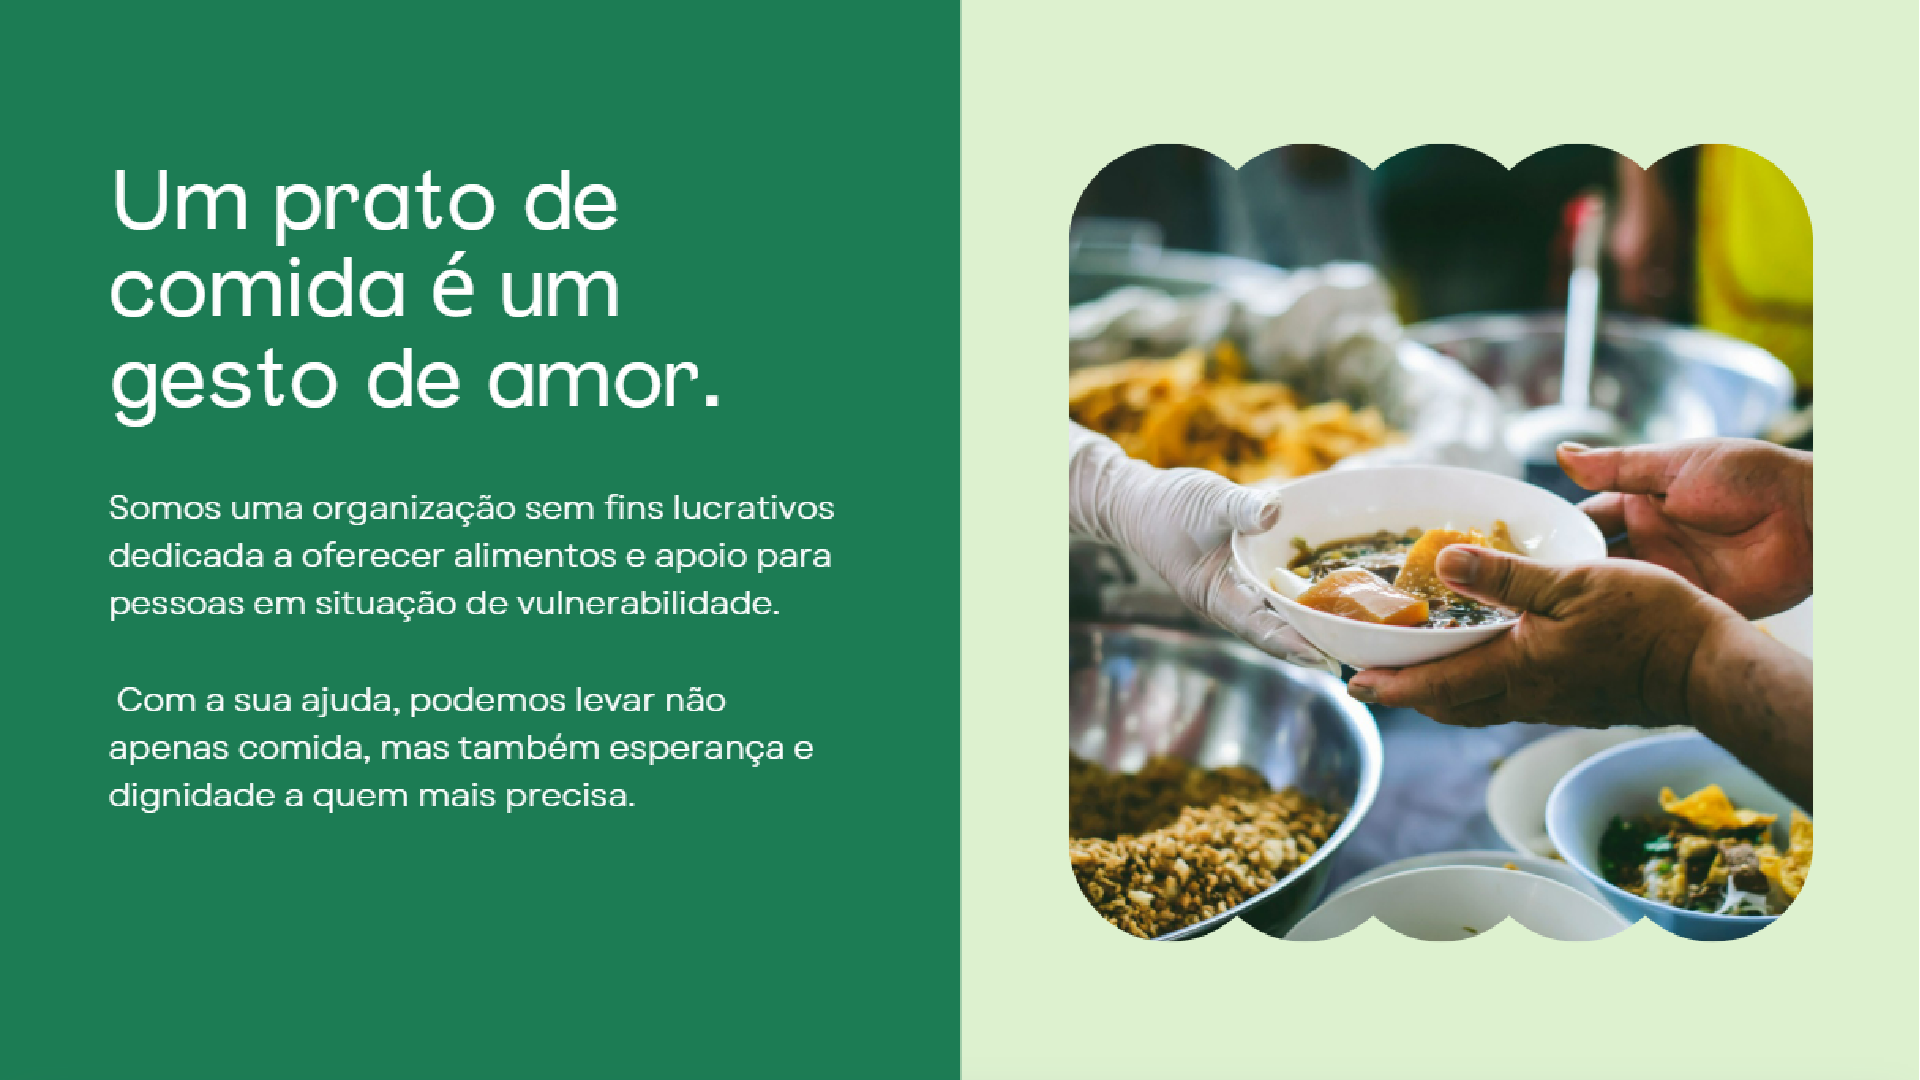 Um prato de
comida é um
gesto de amor.
Somos uma organização sem fins lucrativos
dedicada a oferecer alimentos e apoio para
pessoas em situação de vulnerabilidade.
Com a sua ajuda, podemos levar não
apenas comida, mas também esperança e
dignidade a quem mais precisa.